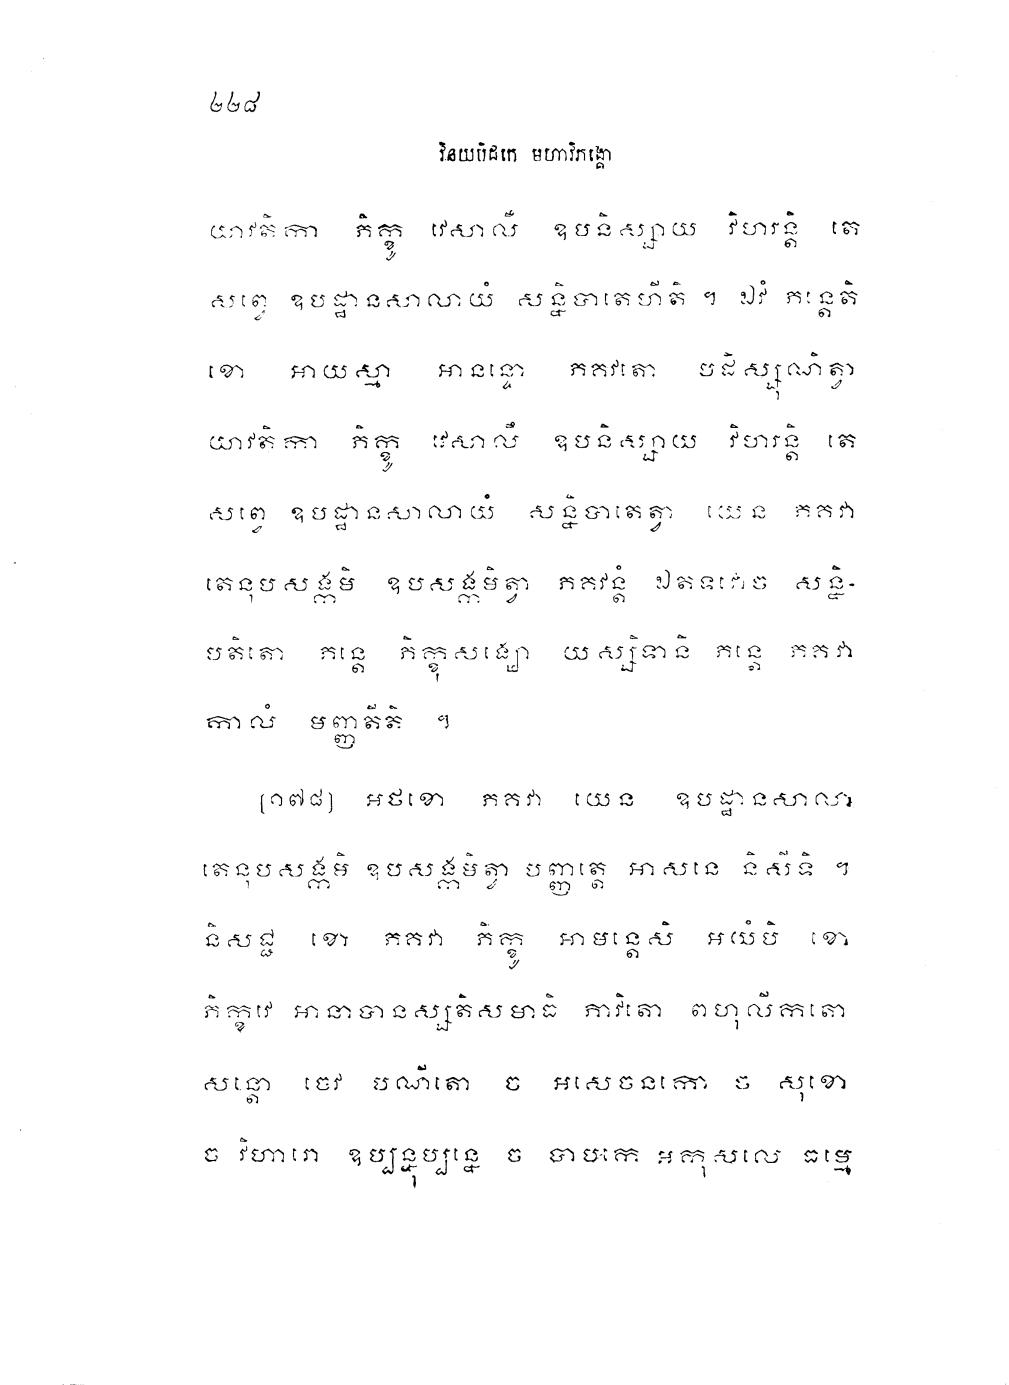 ២២៨
វិនយបិដកេ មហាវិភង្គោ
យាវតិកា ភិក្ខូ វេសាលឹ ឧបនិស្សាយ វិហរន្តិ តេ
សព្ពេ ឧបដ្ឋានសាលាយំ សន្និបាតេហីតិ ។ ឯវំ ភន្តេតិ
ខោ អាយស្មា អានន្ទោ ភគវតោ បដិស្សុណិត្វា
យាវតិកា ភិក្ខូ វេសាលឹ ឧបនិស្សាយ វិហរន្តិ តេ
សព្ពេ ឧបដ្ឋានសាលាយំ សន្និបាតេត្វា យេន ភគវា
តេនុបសង្កមិ ឧបសង្កមិត្វា ភគវន្តំ ឯតទវោច សន្និ-
បតិតោ ភន្តេ ភិក្ខុសង្ឃោ យស្សិទានិ ភន្តេ ភគវា
កាលំ មញ្ញតីតិ ។
[១៧៨] អថខោ ភគវា យេន ឧបដ្ឋានសាលា
តេនុបសង្កមិ ឧបសង្កមិត្វា បញ្ញត្តេ អាសនេ និសីទិ ។
និសជ្ជ ខោ ភគវា ភិក្ខូ អាមន្តេសិ អយំបិ ខោ
ភិក្ខវេ អានាបានស្សតិសមាធិ ភាវិតោ ពហុលីកតោ
សន្តោ ចេវ បណីតោ ច អសេចនកោ ច សុខោ
ច វិហារោ ឧប្បន្នុប្បន្នេ ច បាបកេ អកុសលេ ធម្មេ